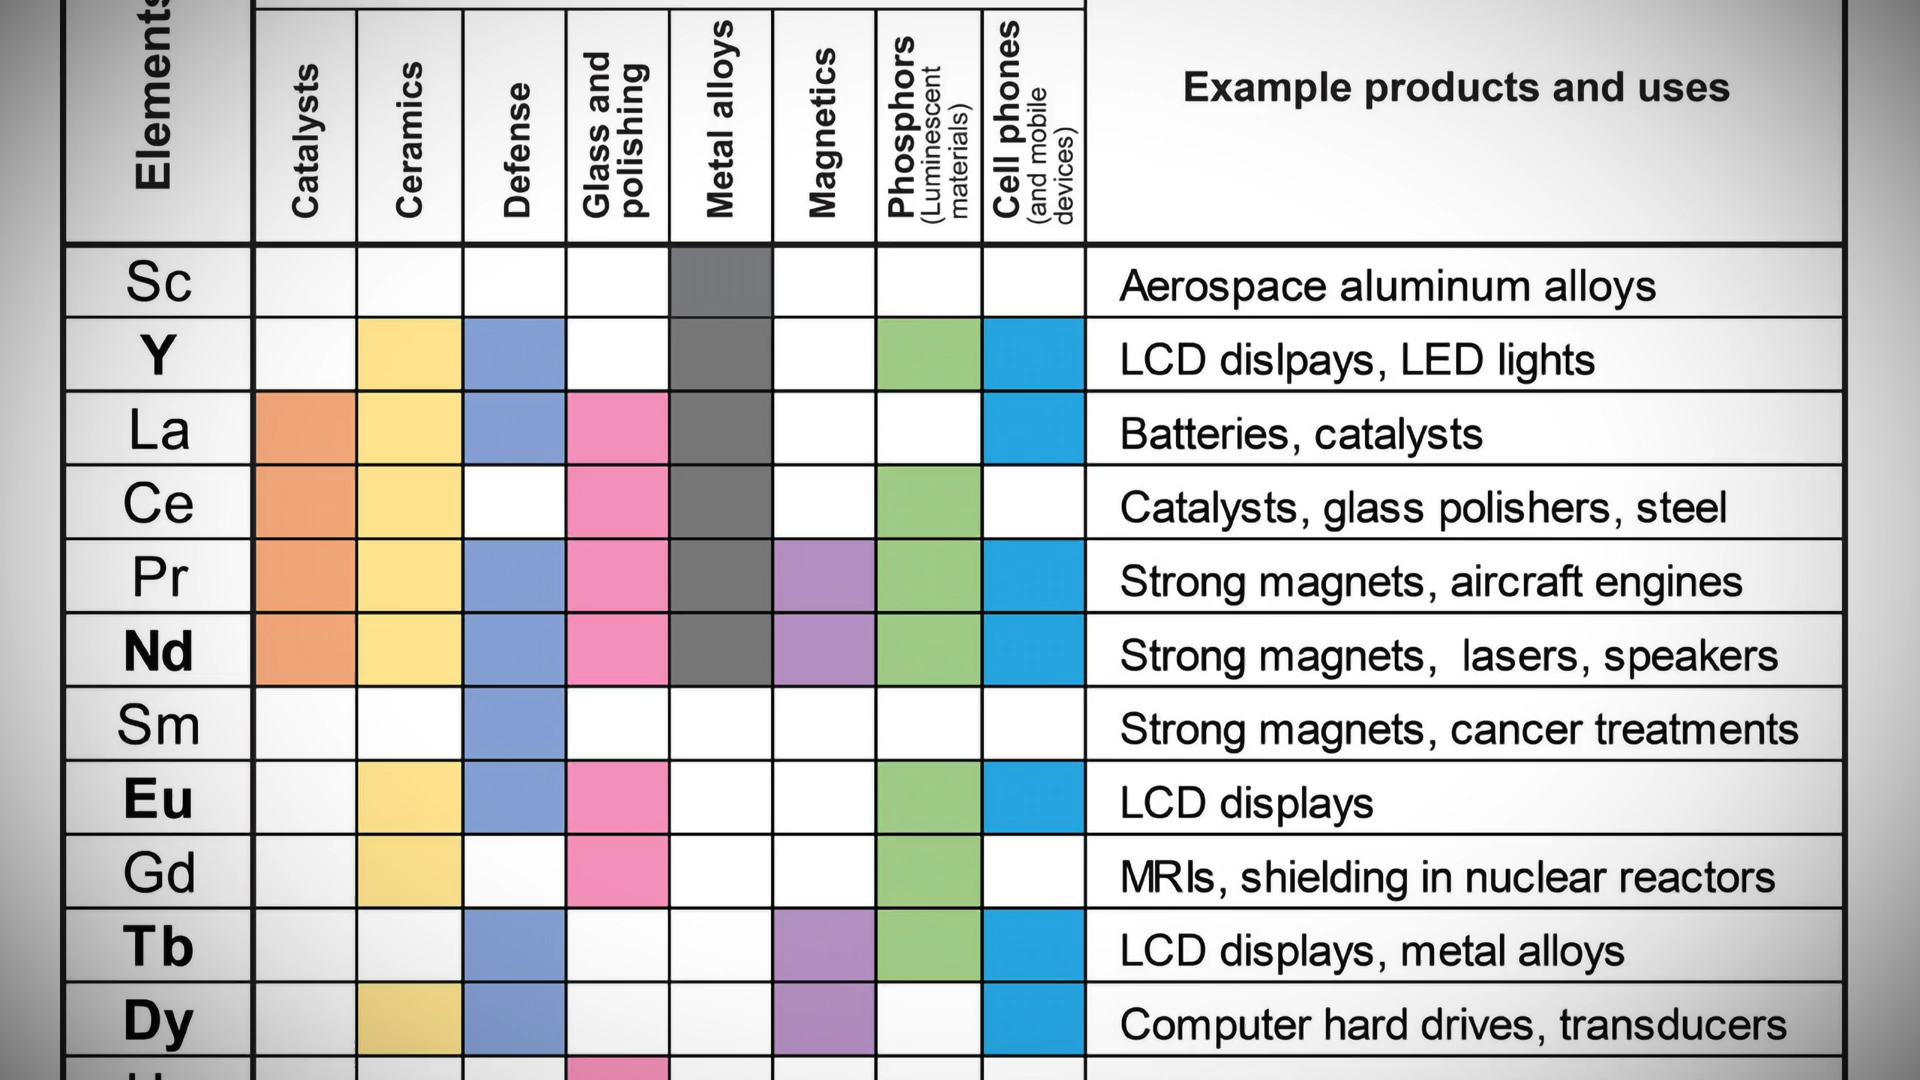 Elements
Catalysts
Ceramics
Defense
Glass and
polishing
Metal alloys
Magnetics
Phosphors
(Luminescent
materials)
Cell phones
(and mobile
devices)
Example products and uses
Sc Aerospace aluminum alloys
Y LCD dislpays, LED lights
La Batteries, catalysts
Ce Catalysts, glass polishers, steel
Pr Strong magnets, aircraft engines
Nd Strong magnets, lasers, speakers
Sm Strong magnets, cancer treatments
Eu LCD displays
Gd MRIs, shielding in nuclear reactors
Tb LCD displays, metal alloys
Dy Computer hard drives, transducers